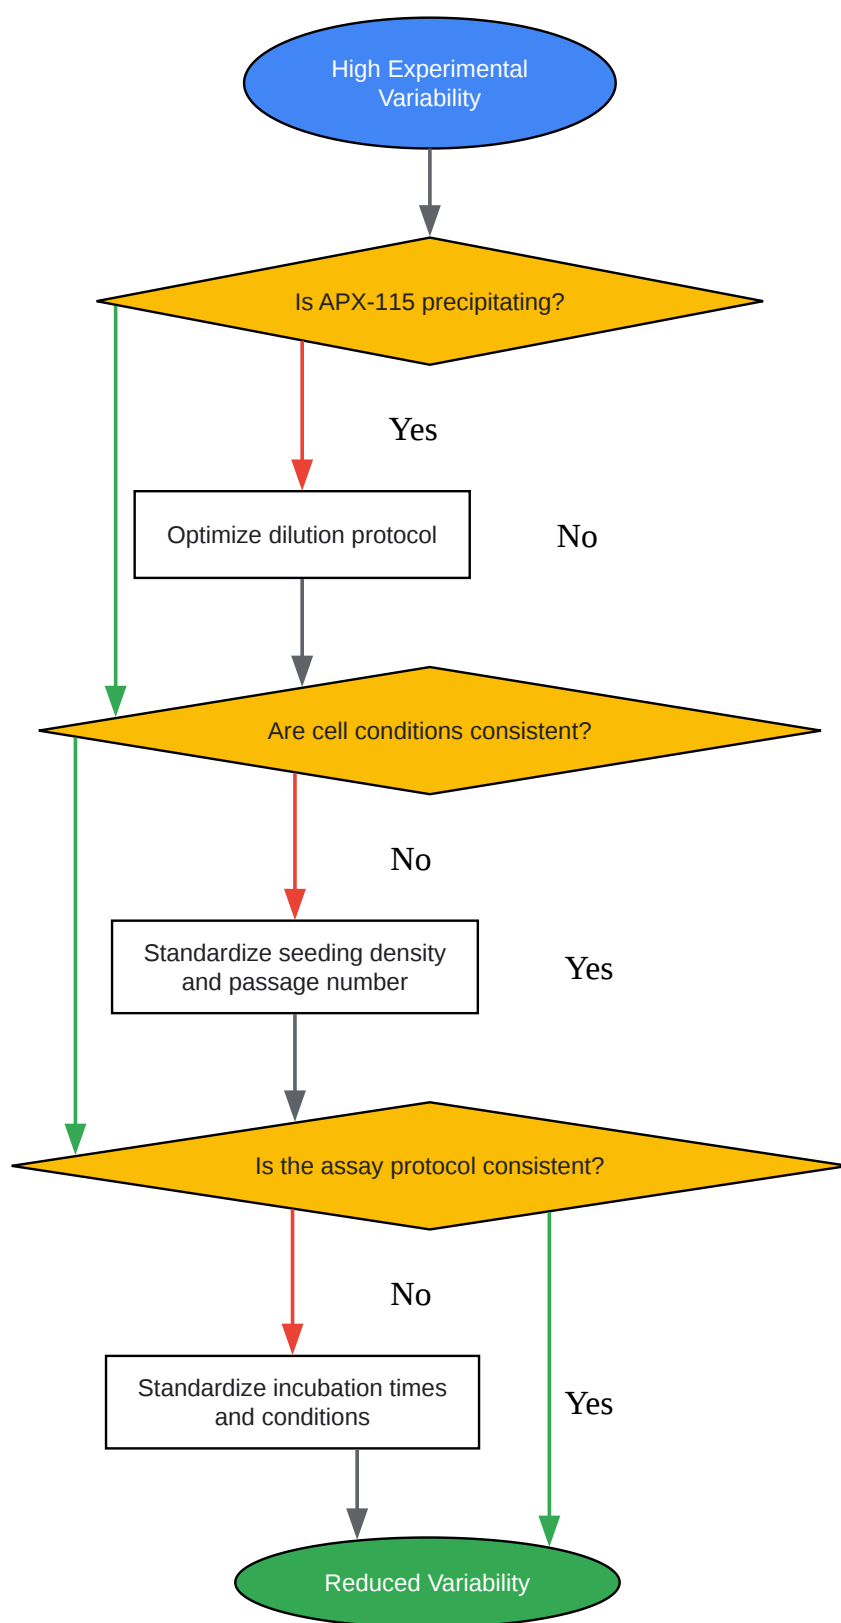 High Experimental
Variability
Is APX-115 precipitating?
Yes
Optimize dilution protocol
No
Are cell conditions consistent?
No
Standardize seeding density
and passage number
Yes
Is the assay protocol consistent?
No
Standardize incubation times
and conditions
Yes
Reduced Variability